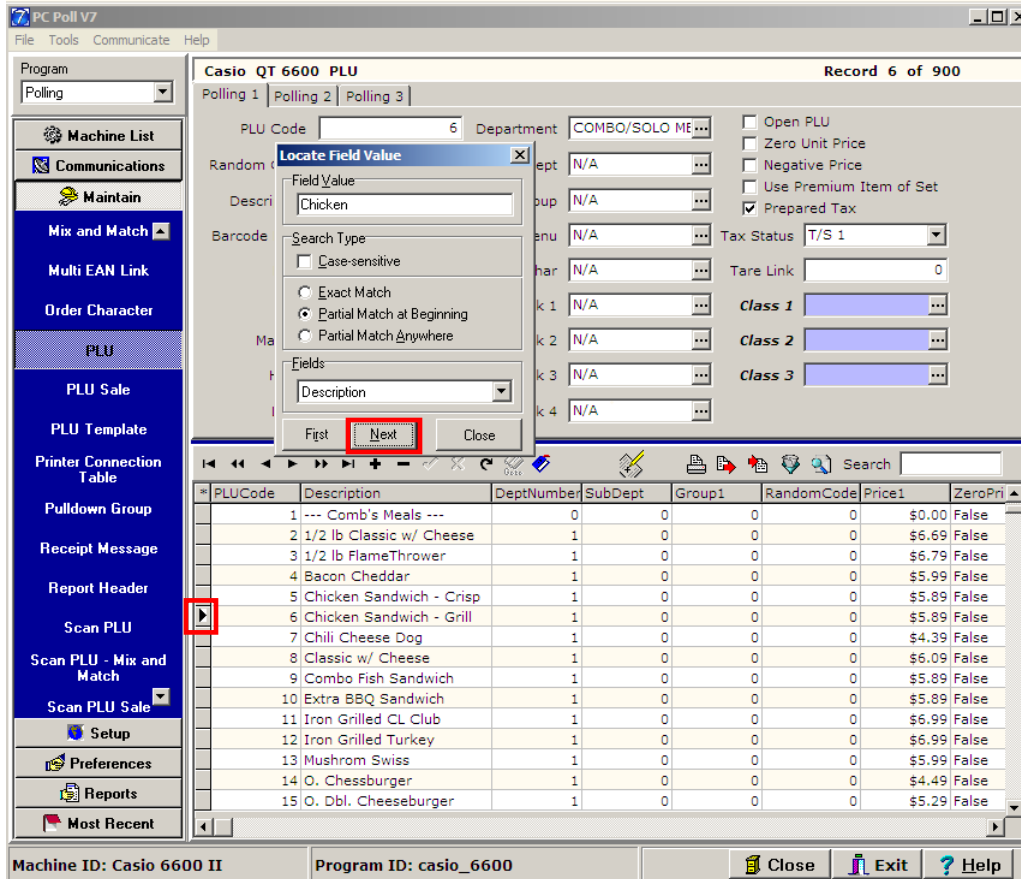 PC Poll V7
File Tools Communicate Help
Program
Polling
Machine List
Communications
Maintain
Mix and Match
Multi EAN Link
Order Character
PLU
PLU Sale
PLU Template
Printer Connection
Table
Pulldown Group
Receipt Message
Report Header
Scan PLU
Scan PLU - Mix and
Match
Scan PLU Sale
Setup
Preferences
Reports
Most Recent
Casio QT 6600 PLU Record 6 of 900
Polling 1 Polling 2 Polling 3
PLU Code 6 Department COMBO/SOLO ME ...
Random ept N/A ...
Descri oup N/A ...
Barcode enu N/A ...
har N/A ...
k 1 N/A ...
Ma k 2 N/A ...
k 3 N/A ...
k 4 N/A ...
Open PLU
Zero Unit Price
Negative Price
Use Premium Item of Set
Prepared Tax
Tax Status T/S 1
Tare Link 0
Class 1 ...
Class 2 ...
Class 3 ...
Locate Field Value
Field Value
Chicken
Search Type
Case-sensitive
Exact Match
Partial Match at Beginning
Partial Match Anywhere
Fields
Description
First Next Close
Search
* PLUCode Description DeptNumber SubDept Group1 RandomCode Price1 ZeroPri
1 --- Comb's Meals --- 0 0 0 0 $0.00 False
2 1/2 lb Classic w/ Cheese 1 0 0 0 $6.69 False
3 1/2 lb FlameThrower 1 0 0 0 $6.79 False
4 Bacon Cheddar 1 0 0 0 $5.99 False
5 Chicken Sandwich - Crisp 1 0 0 0 $5.89 False
6 Chicken Sandwich - Grill 1 0 0 0 $5.89 False
7 Chili Cheese Dog 1 0 0 0 $4.39 False
8 Classic w/ Cheese 1 0 0 0 $6.09 False
9 Combo Fish Sandwich 1 0 0 0 $5.89 False
10 Extra BBQ Sandwich 1 0 0 0 $5.89 False
11 Iron Grilled CL Club 1 0 0 0 $6.99 False
12 Iron Grilled Turkey 1 0 0 0 $6.99 False
13 Mushrom Swiss 1 0 0 0 $5.99 False
14 O. Chessburger 1 0 0 0 $4.49 False
15 O. Dbl. Cheeseburger 1 0 0 0 $5.29 False
Machine ID: Casio 6600 II Program ID: casio_6600 Close Exit Help